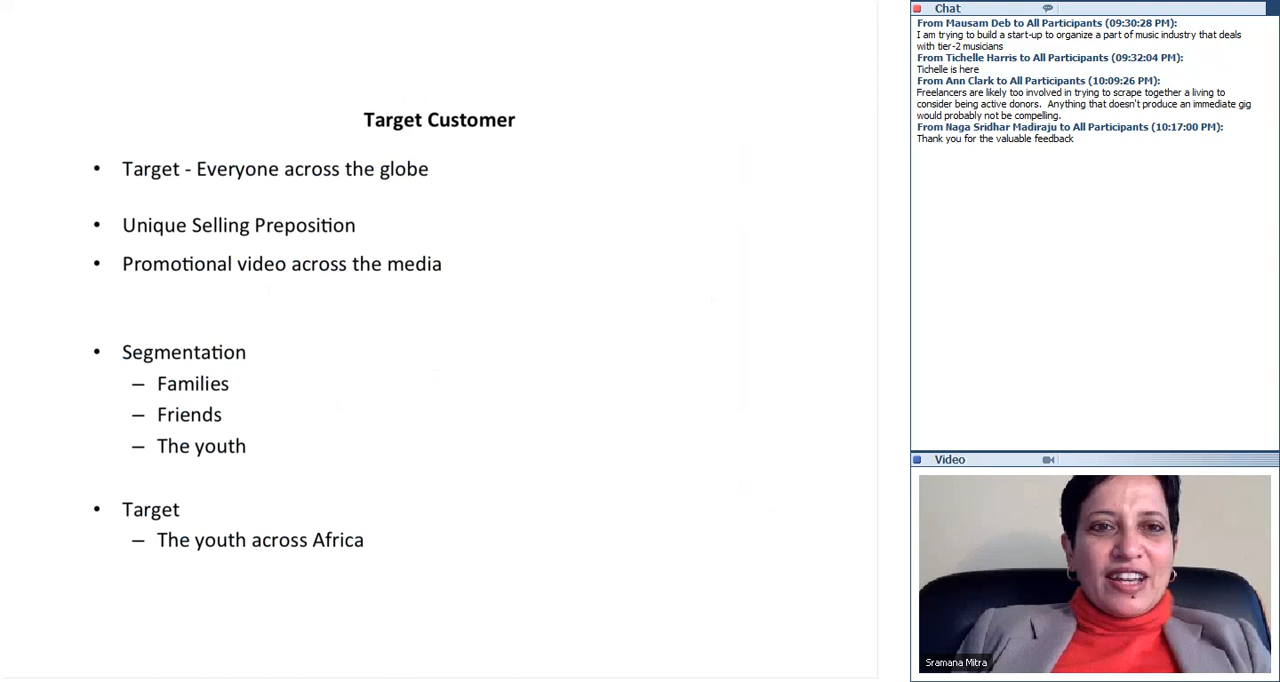 Target Customer
• Target - Everyone across the globe
• Unique Selling Preposition
• Promotional video across the media
• Segmentation
– Families
– Friends
– The youth
• Target
– The youth across Africa
Chat
From Mausam Deb to All Participants (09:30:28 PM):
I am trying to build a start-up to organize a part of music industry that deals
with tier-2 musicians
From Tichelle Harris to All Participants (09:32:04 PM):
Tichelle is here
From Ann Clark to All Participants (10:09:26 PM):
Freelancers are likely too involved in trying to scrape together a living to
consider being active donors.  Anything that doesn't produce an immediate gig
would probably not be compelling.
From Naga Sridhar Madiraju to All Participants (10:17:00 PM):
Thank you for the valuable feedback
Video
Sramana Mitra